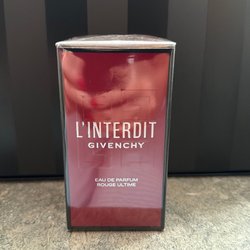 L'INTERDIT
GIVENCHY
EAU DE PARFUM
ROUGE ULTIME